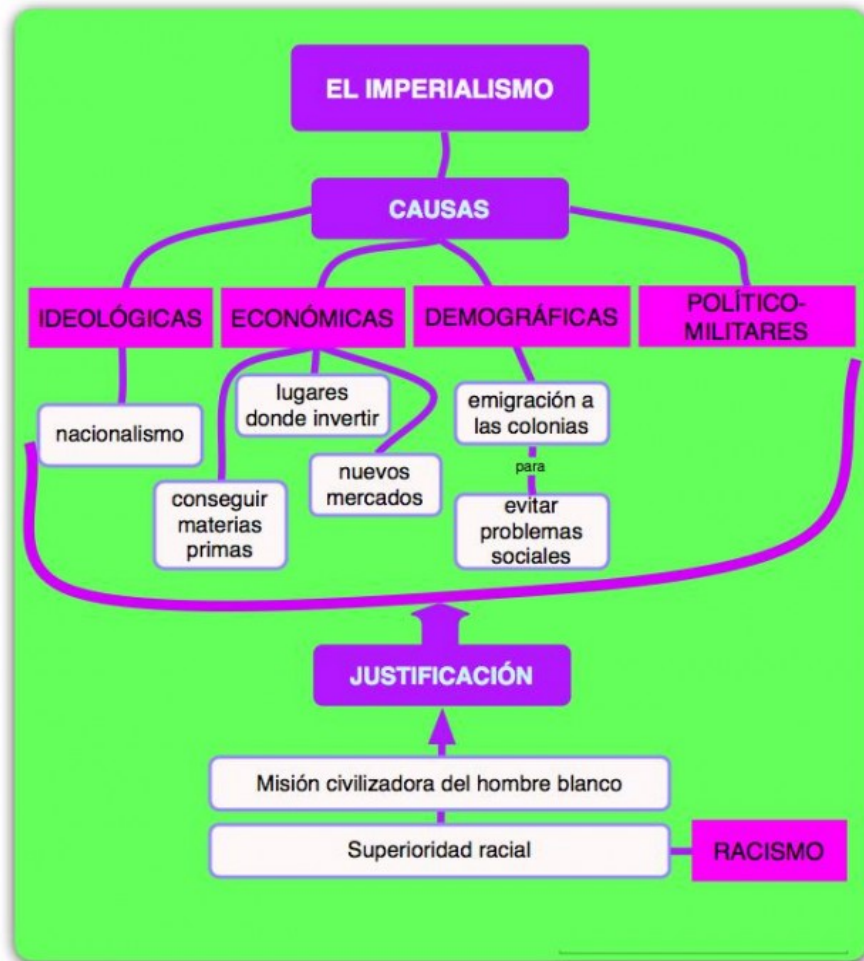 EL IMPERIALISMO
CAUSAS
IDEOLÓGICAS
ECONÓMICAS
DEMOGRÁFICAS
POLÍTICO-
MILITARES
nacionalismo
conseguir
materias
primas
lugares
donde invertir
nuevos
mercados
emigración a
las colonias
para
evitar
problemas
sociales
JUSTIFICACIÓN
Misión civilizadora del hombre blanco
Superioridad racial
RACISMO